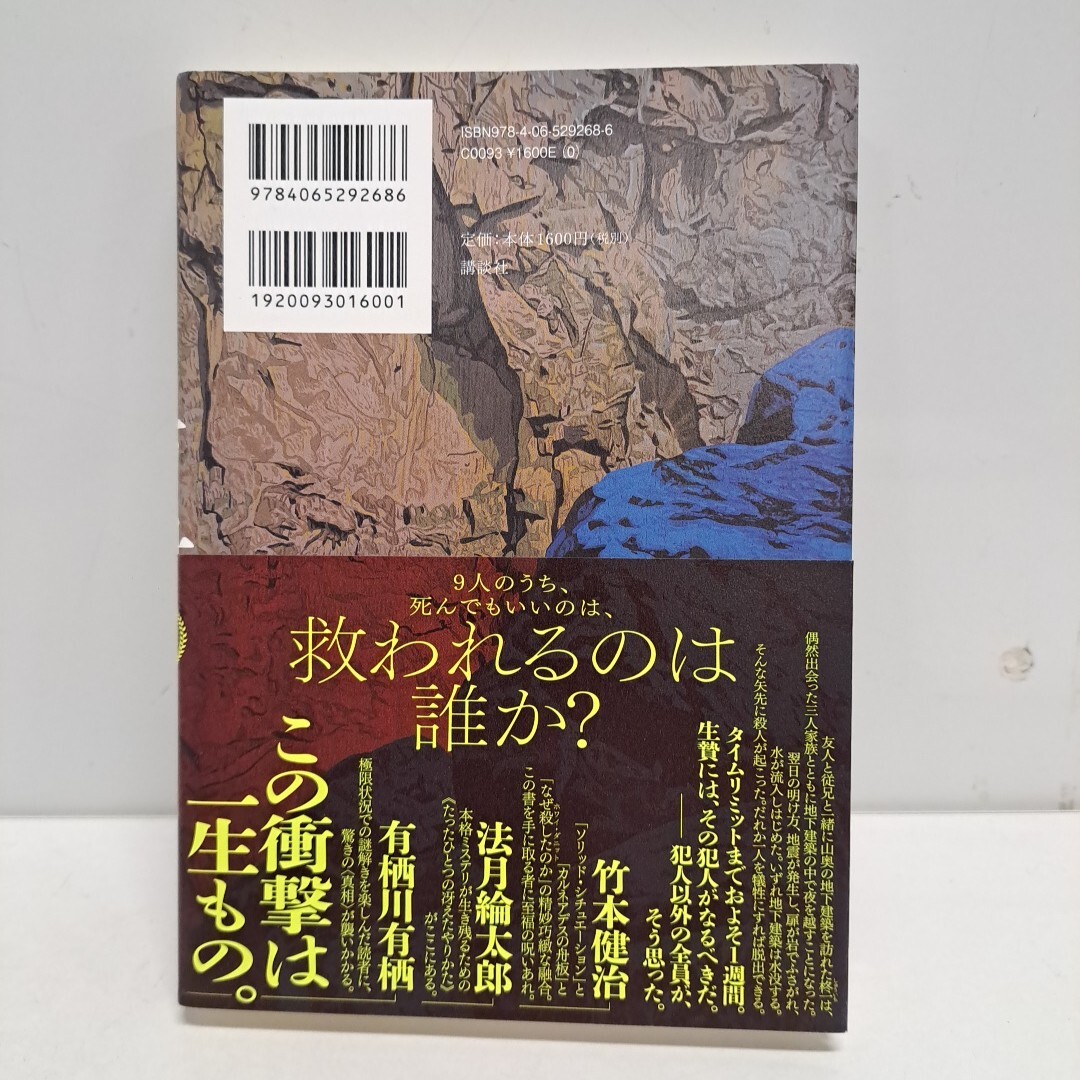 9784065292686
1920093016001
ISBN978-4-06-529268-6
C0093 ¥1600E (0)
定価:本体1600円(税別)
講談社
9人のうち、
死んでもいいのは、
救われるのは
誰か?
友人と従兄と一緒に山奥の地下建築を訪れた柊一は、
偶然出会った三人家族とともに地下建築の中で夜を越すことになった。
翌日の明け方、地震が発生し、扉が岩でふさがれ、
水が流入しはじめた。いずれ地下建築は水没する。
そんな矢先に殺人が起こった。だれか一人を犠牲にすれば脱出できる。
タイムリミットまでおよそ1週間。
生贄には、その犯人がなるべきだ。
——犯人以外の全員が、
そう思った。
竹本健治
「ソリッド・シチュエーション」と
「カルネアデスの舟板」と
「なぜ殺したのか」の精妙巧緻な融合。
ホワイダニット
この書を手に取る者に至福の呪いあれ。
法月綸太郎
本格ミステリが生き残るための
《たったひとつの冴えたやりかた》
がここにある。
有栖川有栖
極限状況での謎解きを楽しんだ読者に、
驚きの〈真相〉が襲いかかる。
この衝撃は
一生もの。